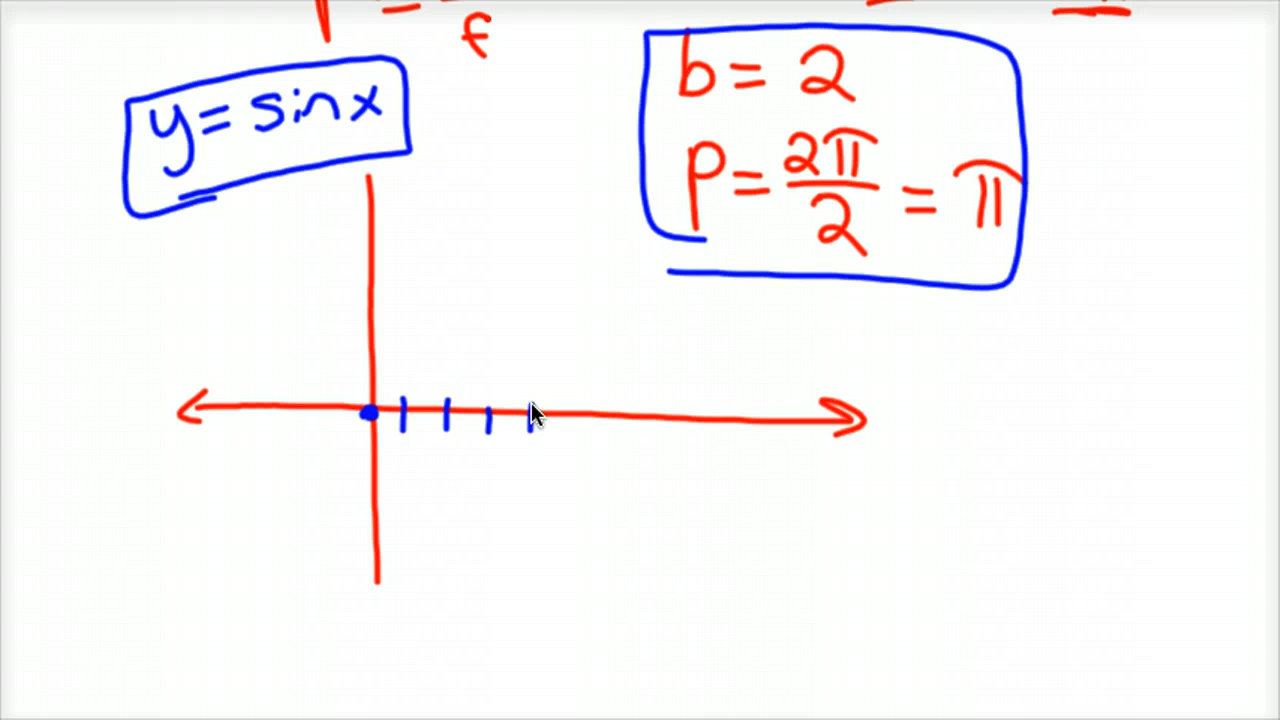 f
y = sin x
b = 2
p = 2π/2 = π